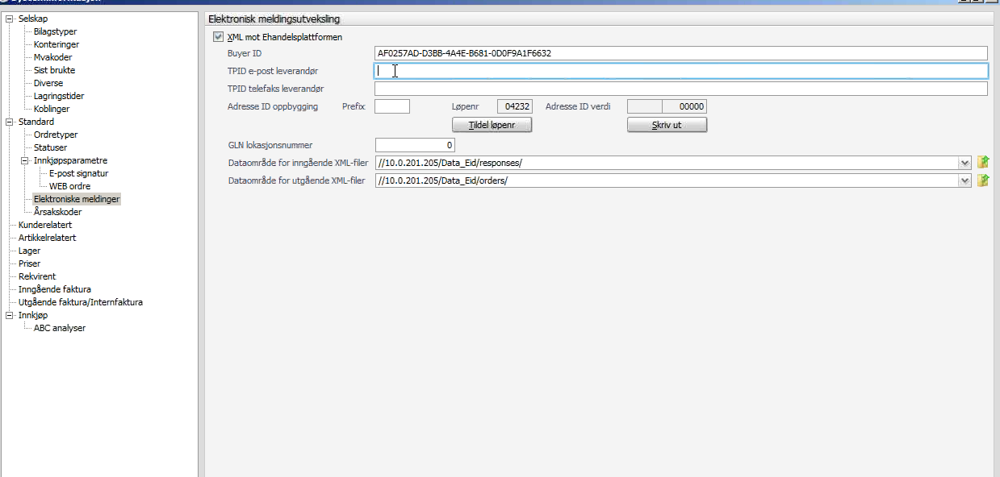 Selskap
Bilagstyper
Konteringer
Mvakoder
Sist brukte
Diverse
Lagringstider
Koblinger
Standard
Ordretyper
Statuser
Innkjøpsparametre
E-post signatur
WEB ordre
Elektroniske meldinger
Årsakskoder
Kunderelatert
Artikkelrelatert
Lager
Priser
Rekvirent
Inngående faktura
Utgående faktura/Internfaktura
Innkjøp
ABC analyser
Elektronisk meldingsutveksling
XML mot Ehandelsplattformen
Buyer ID AF0257AD-D3BB-4A4E-B681-0D0F9A1F6632
TPID e-post leverandør
TPID telefaks leverandør
Adresse ID oppbygging Prefix Løpenr 04232 Adresse ID verdi 00000
Tildel løpenr Skriv ut
GLN lokasjonsnummer 0
Dataområde for inngående XML-filer //10.0.201.205/Data_Eid/responses/
Dataområde for utgående XML-filer //10.0.201.205/Data_Eid/orders/